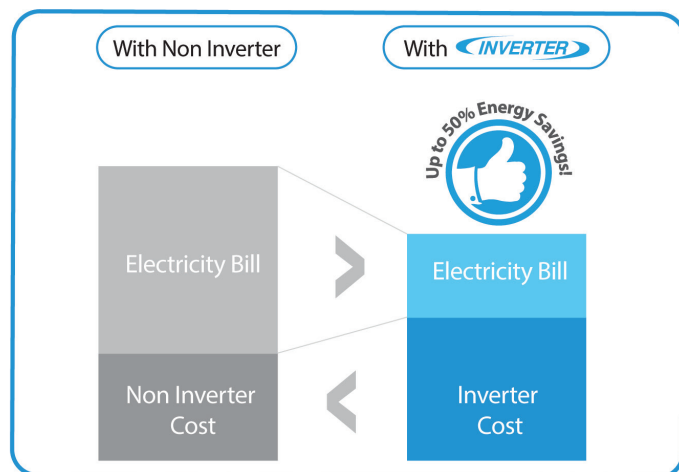 With Non Inverter
With INVERTER
Up to 50% Energy Savings!
Electricity Bill
>
Electricity Bill
Non Inverter
Cost
<
Inverter
Cost